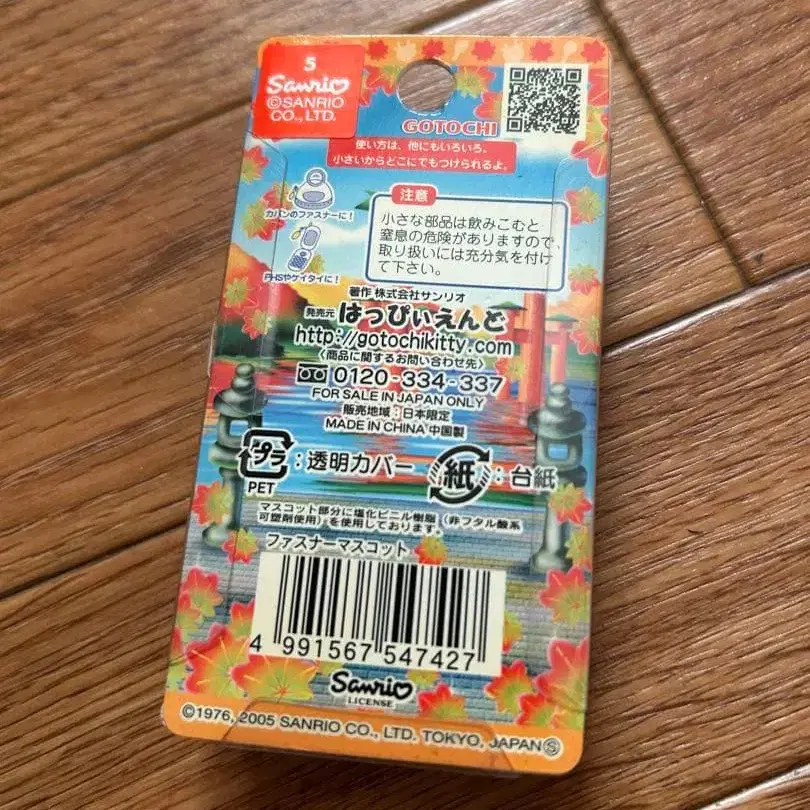 5
Sanrio
©SANRIO
CO., LTD.
GOTOCHI
使い方は、他にもいろいろ。
小さいからどこにでもつけられるよ。
カバンのファスナーに!
PHSやケイタイに!
注意
小さな部品は飲みこむと
窒息の危険がありますので、
取り扱いには充分気を付け
て下さい。
著作 株式会社サンリオ
発売元 はっぴぃえんど
http://gotochikitty.com
〈商品に関するお問い合わせ先〉
0120-334-337
FOR SALE IN JAPAN ONLY
販売地域:日本限定
MADE IN CHINA 中国製
プラ :透明カバー 紙 :台紙
PET
マスコット部分に塩化ビニル樹脂(非フタル酸系
可塑剤使用)を使用しております。
ファスナーマスコット
4 991567 547427
Sanrio
LICENSE
©1976, 2005 SANRIO CO., LTD. TOKYO, JAPAN Ⓢ